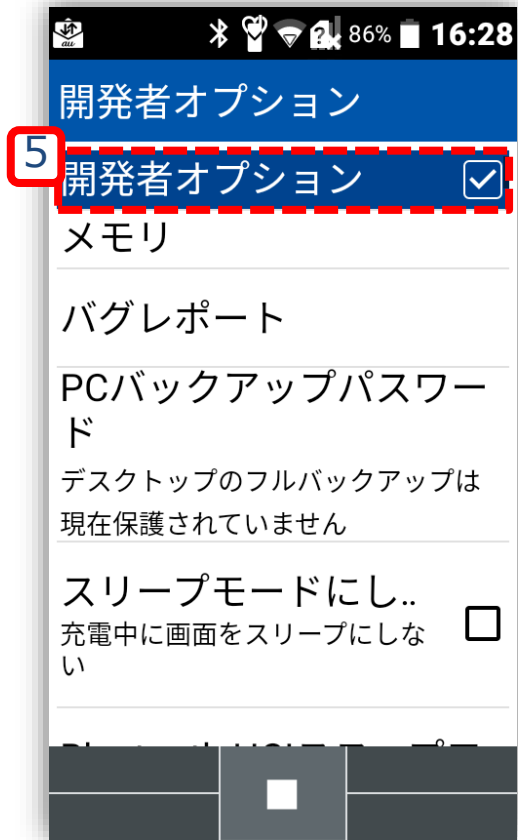 au 86% 16:28
開発者オプション
5
開発者オプション
メモリ
バグレポート
PCバックアップパスワー
ド
デスクトップのフルバックアップは
現在保護されていません
スリープモードにし..
充電中に画面をスリープにしな
い